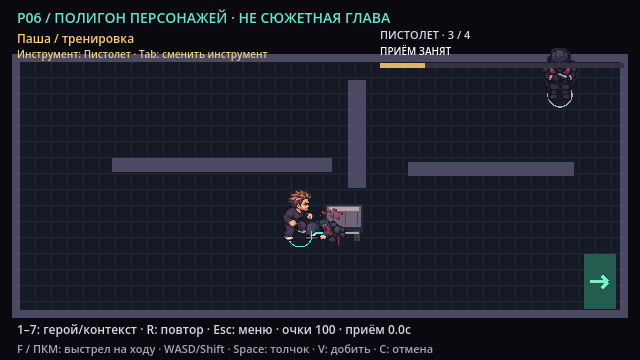 P06 / ПОЛИГОН ПЕРСОНАЖЕЙ · НЕ СЮЖЕТНАЯ ГЛАВА
Паша / тренировка
ПИСТОЛЕТ · 3 / 4
Инструмент: Пистолет · Tab: сменить инструмент
ПРИЁМ ЗАНЯТ
1–7: герой/контекст · R: повтор · Esc: меню · очки 100 · приём 0.0с
F / ПКМ: выстрел на ходу · WASD/Shift · Space: толчок · V: добить · C: отмена